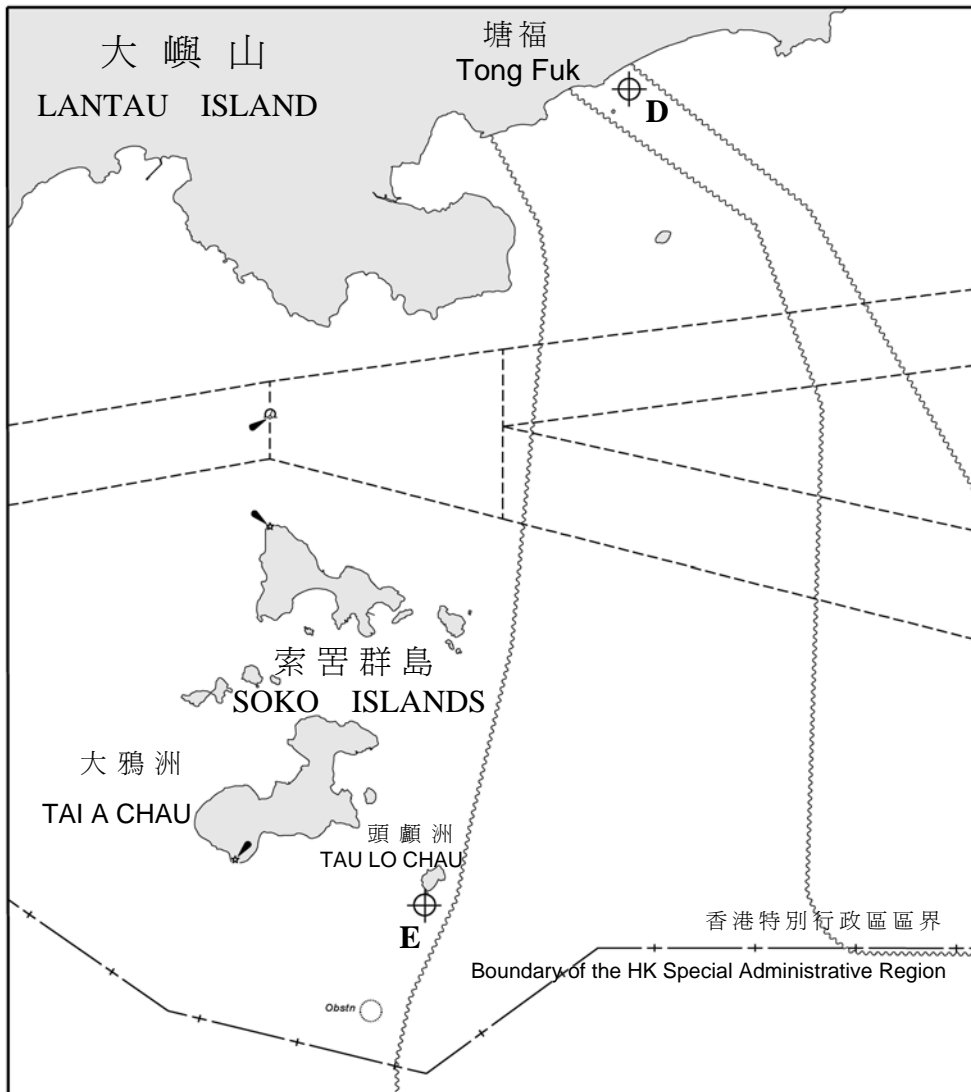 大嶼山
LANTAU ISLAND
塘福
Tong Fuk
D
索罟群島
SOKO ISLANDS
大鴉洲
TAI A CHAU
頭顱洲
TAU LO CHAU
E
香港特別行政區區界
Boundary of the HK Special Administrative Region
Obstn